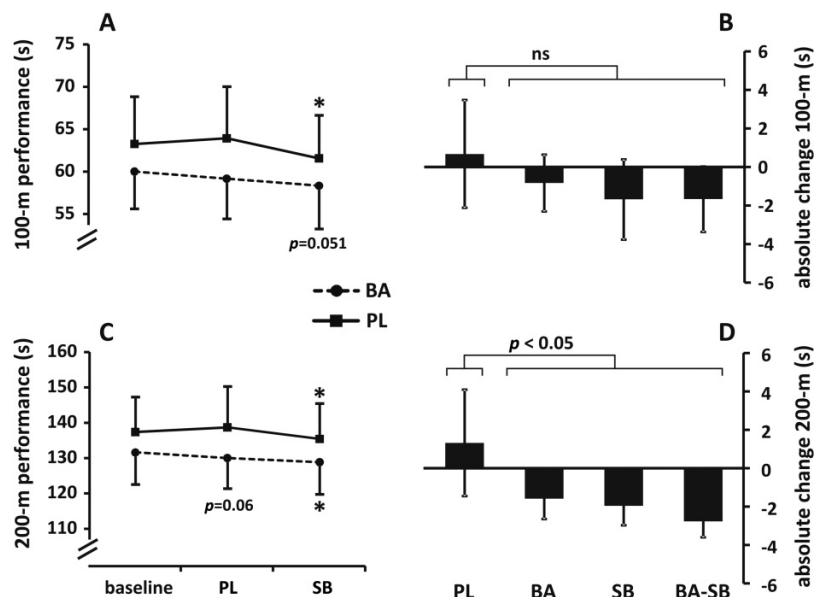 A
100-m performance (s)
75
70
65
60
55
*
p=0.051
B
ns
absolute change 100-m (s)
6
4
2
0
-2
-4
-6
BA
PL
C
200-m performance (s)
160
150
140
130
120
110
*
p=0.06
*
baseline PL SB
D
p < 0.05
absolute change 200-m (s)
6
4
2
0
-2
-4
-6
PL BA SB BA-SB